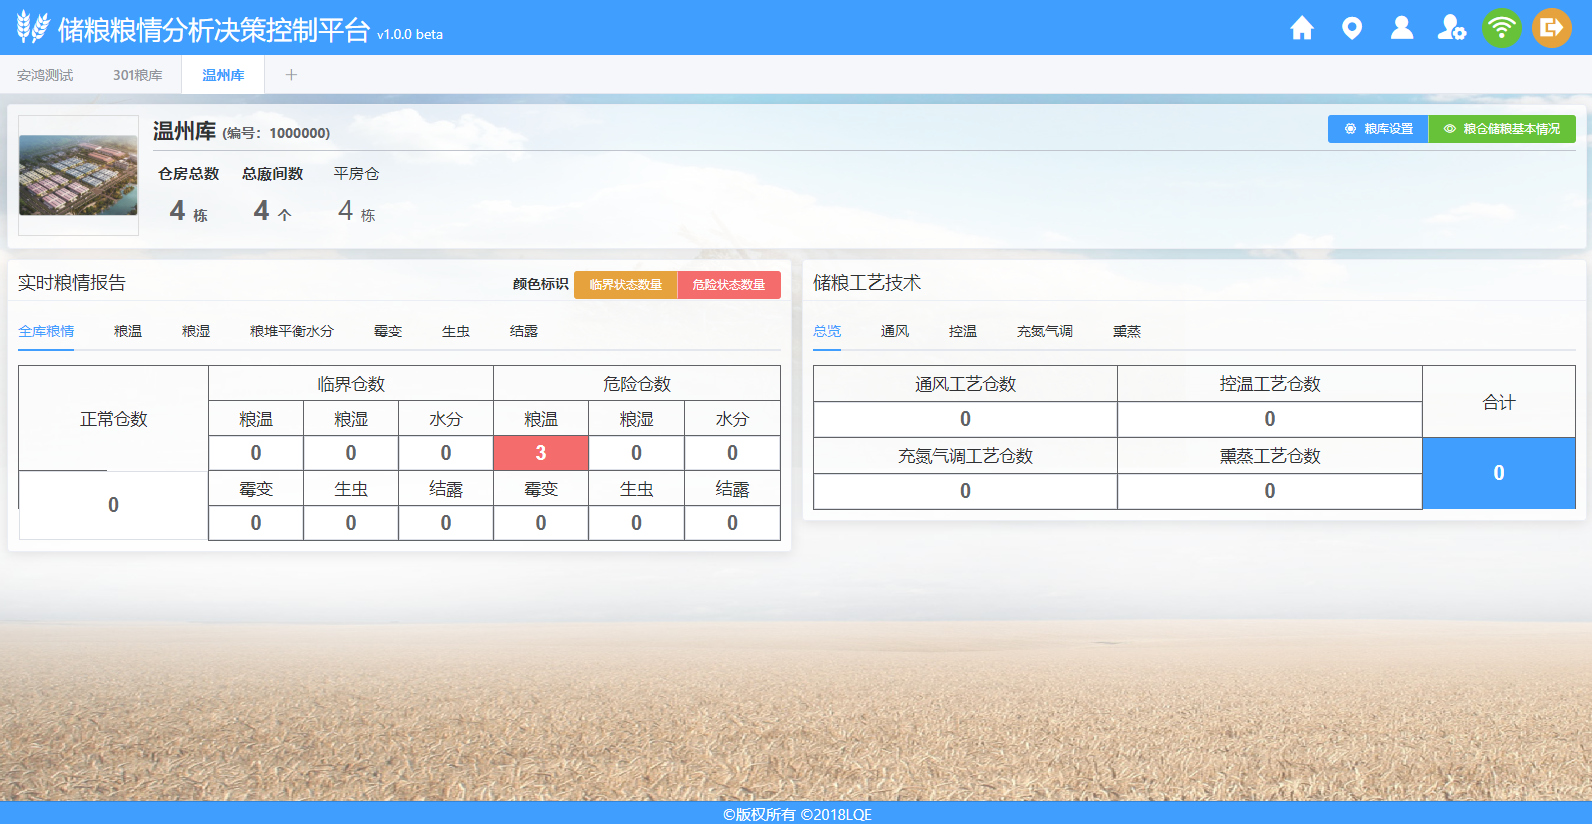 储粮粮情分析决策控制平台 v1.0.0 beta
安鸿测试 301粮库 温州库 +
温州库 (编号：1000000)
粮库设置 粮仓储粮基本情况
仓房总数 总廒间数 平房仓
4 栋 4 个 4 栋
实时粮情报告
颜色标识 临界状态数量 危险状态数量
全库粮情 粮温 粮湿 粮堆平衡水分 霉变 生虫 结露
正常仓数 临界仓数 危险仓数
粮温 粮湿 水分 粮温 粮湿 水分
0 0 0 3 0 0
霉变 生虫 结露 霉变 生虫 结露
0
0 0 0 0 0 0
储粮工艺技术
总览 通风 控温 充氮气调 熏蒸
通风工艺仓数 控温工艺仓数 合计
0 0
充氮气调工艺仓数 熏蒸工艺仓数
0
0 0
©版权所有 ©2018LQE